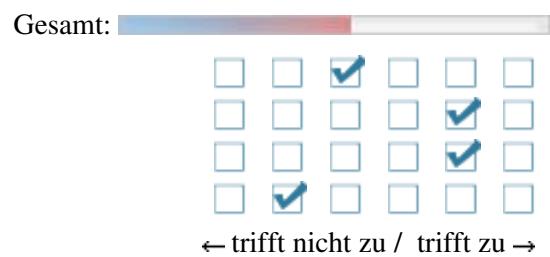 Gesamt:
← trifft nicht zu / trifft zu →